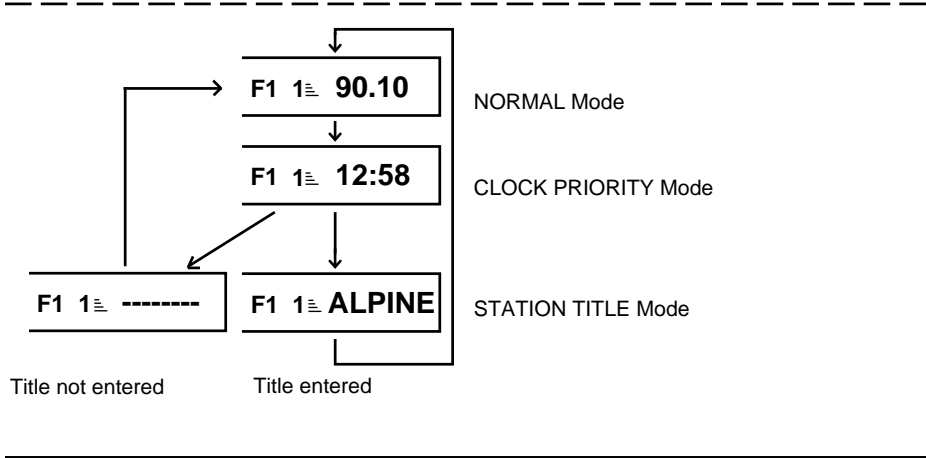 F1 1 90.10
NORMAL Mode
F1 1 12:58
CLOCK PRIORITY Mode
F1 1 --------
F1 1 ALPINE
STATION TITLE Mode
Title not entered
Title entered